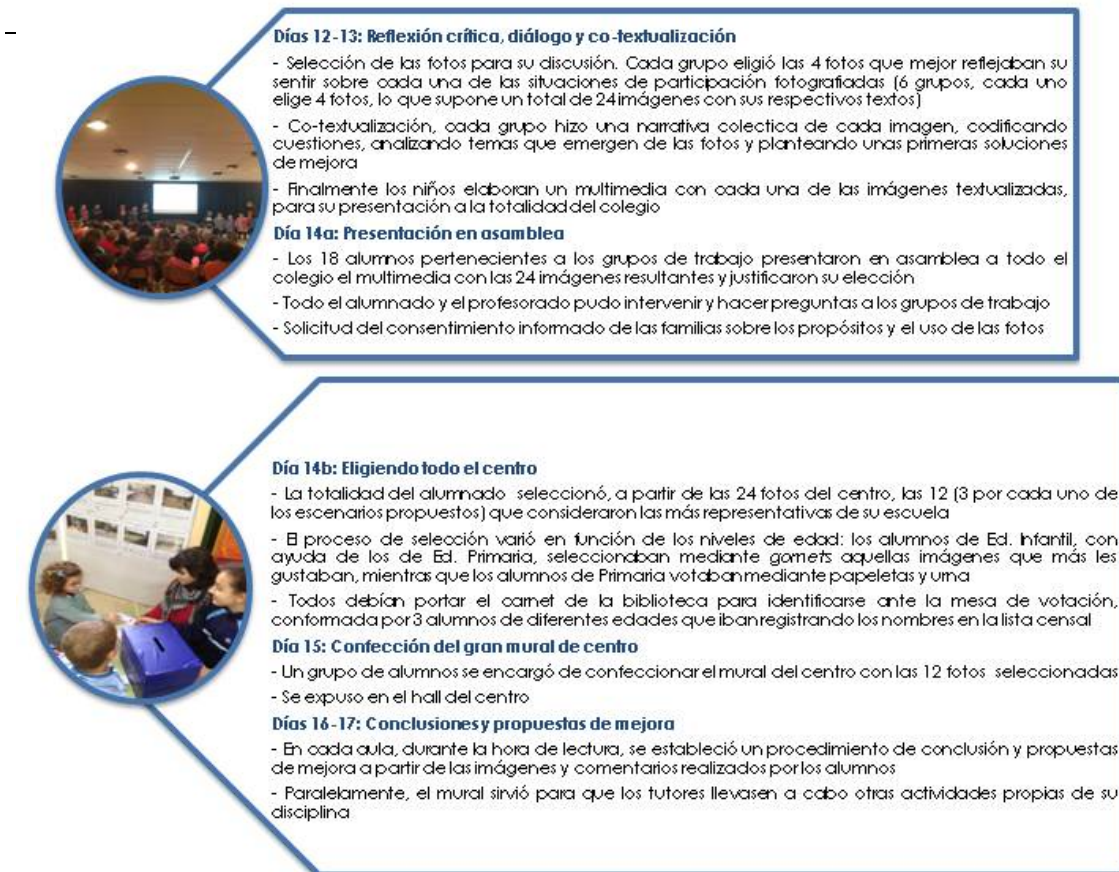 Días 12-13: Reflexión crítica, diálogo y co-textualización
- Selección de las fotos para su discusión. Cada grupo eligió las 4 fotos que mejor reflejaban su
sentir sobre cada una de las situaciones de participación fotografiadas (6 grupos, cada uno
elige 4 fotos, lo que supone un total de 24 imágenes con sus respectivos textos)
- Co-textualización, cada grupo hizo una narrativa colectica de cada imagen, codificando
cuestiones, analizando temas que emergen de las fotos y planteando unas primeras soluciones
de mejora
- Finalmente los niños elaboran un multimedia con cada una de las imágenes textualizadas,
para su presentación a la totalidad del colegio
Día 14a: Presentación en asamblea
- Los 18 alumnos pertenecientes a los grupos de trabajo presentaron en asamblea a todo el
colegio el multimedia con las 24 imágenes resultantes y justificaron su elección
- Todo el alumnado y el profesorado pudo intervenir y hacer preguntas a los grupos de trabajo
- Solicitud del consentimiento informado de las familias sobre los propósitos y el uso de las fotos
Día 14b: Eligiendo todo el centro
- La totalidad del alumnado seleccionó, a partir de las 24 fotos del centro, las 12 (3 por cada uno de
los escenarios propuestos) que consideraron las más representativas de su escuela
- El proceso de selección varió en función de los niveles de edad: los alumnos de Ed. Infantil, con
ayuda de los de Ed. Primaria, seleccionaban mediante gomets aquellas imágenes que más les
gustaban, mientras que los alumnos de Primaria votaban mediante papeletas y urna
- Todos debían portar el carnet de la biblioteca para identificarse ante la mesa de votación,
conformada por 3 alumnos de diferentes edades que iban registrando los nombres en la lista censal
Día 15: Confección del gran mural de centro
- Un grupo de alumnos se encargó de confeccionar el mural del centro con las 12 fotos seleccionadas
- Se expuso en el hall del centro
Días 16-17: Conclusiones y propuestas de mejora
- En cada aula, durante la hora de lectura, se estableció un procedimiento de conclusión y propuestas
de mejora a partir de las imágenes y comentarios realizados por los alumnos
- Paralelamente, el mural sirvió para que los tutores llevasen a cabo otras actividades propias de su
disciplina